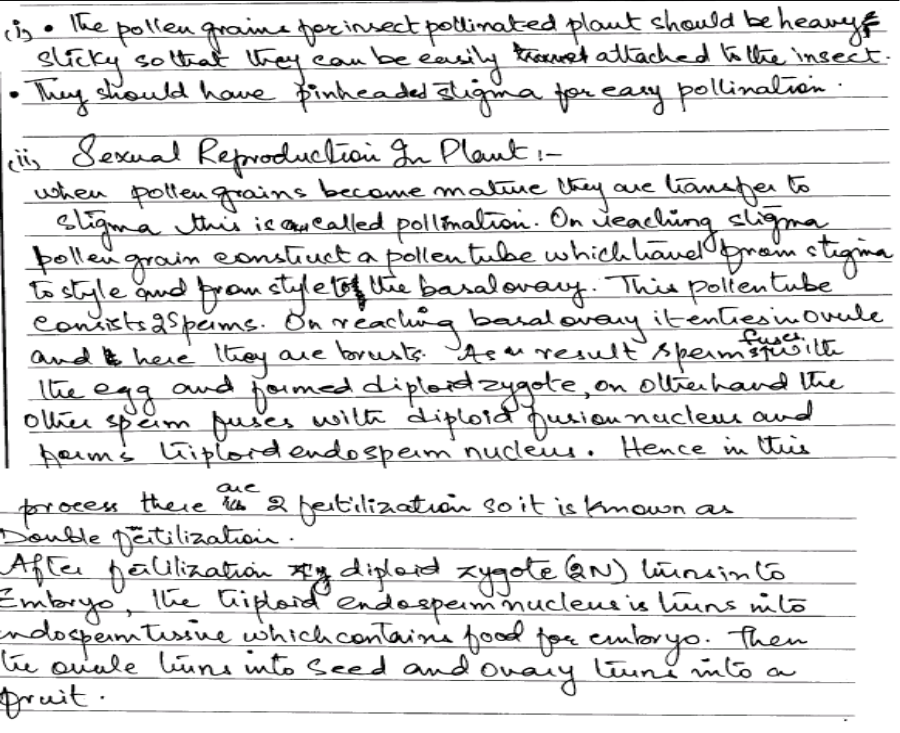 (i) • The pollen grains for insect pollinated plant should be heavy &
sticky so that they can be easily attached to the insect.
• They should have pinheaded stigma for easy pollination.
(ii) Sexual Reproduction In Plant :-
when pollen grains become mature they are transfer to
stigma this is called pollination. On reaching stigma
pollen grain construct a pollen tube which travel from stigma
to style and from style to the basal ovary. This pollen tube
consists 2 sperms. On reaching basal ovary it enties in ovule
and here they are brusts. As a result sperm fuses with
the egg and formed diploid zygote, on other hand the
other sperm fuses with diploid fusion nucleus and
forms triploid endosperm nucleus. Hence in this
process there are 2 fertilization so it is known as
Double fertilization.
After fertilization diploid zygote (2N) turns into
Embryo, the triploid endosperm nucleus is turns into
endosperm tissue which contains food for embryo. Then
the ovule turns into seed and ovary turns into a
fruit.